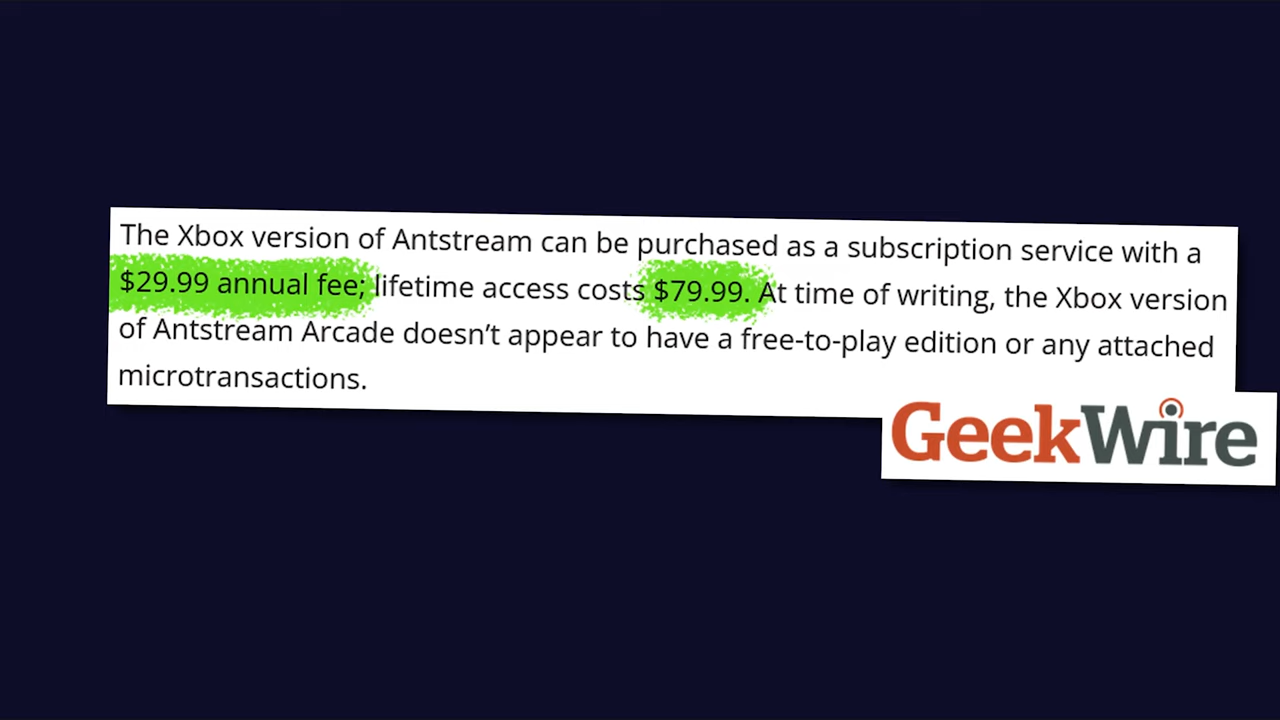 The Xbox version of Antstream can be purchased as a subscription service with a
$29.99 annual fee; lifetime access costs $79.99. At time of writing, the Xbox version
of Antstream Arcade doesn’t appear to have a free-to-play edition or any attached
microtransactions.
GeekWire